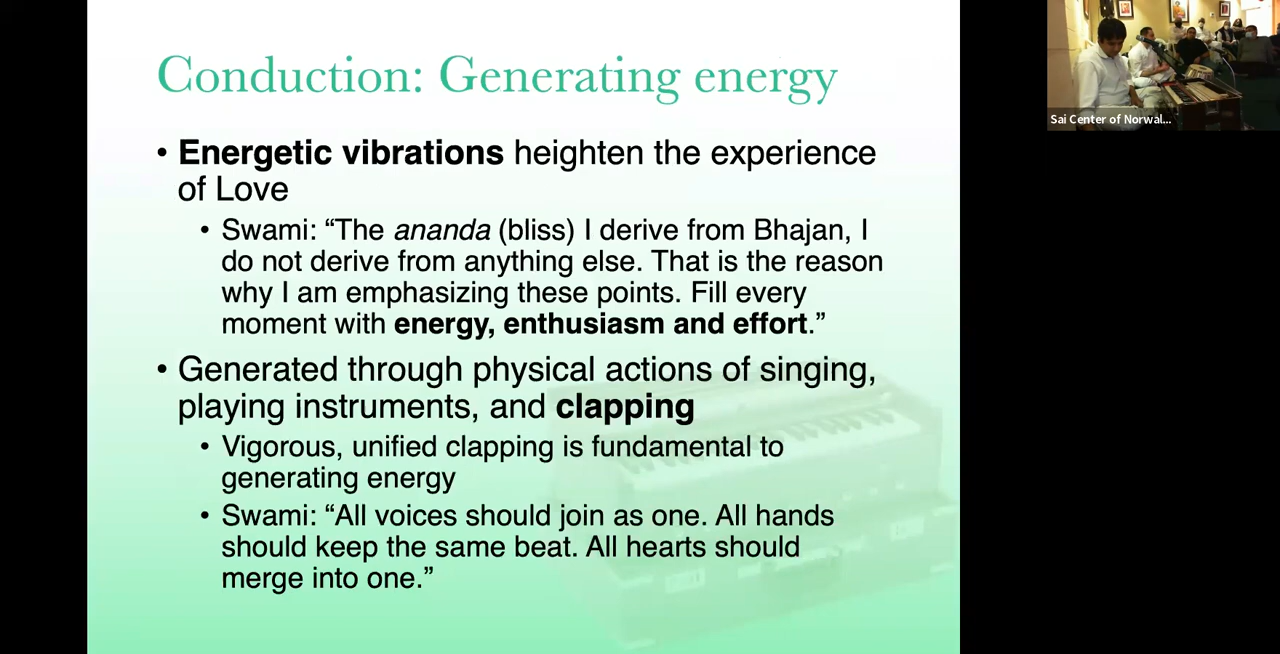 Conduction: Generating energy
• Energetic vibrations heighten the experience
of Love
• Swami: “The ananda (bliss) I derive from Bhajan, I
do not derive from anything else. That is the reason
why I am emphasizing these points. Fill every
moment with energy, enthusiasm and effort.”
• Generated through physical actions of singing,
playing instruments, and clapping
• Vigorous, unified clapping is fundamental to
generating energy
• Swami: “All voices should join as one. All hands
should keep the same beat. All hearts should
merge into one.”
Sai Center of Norwal...